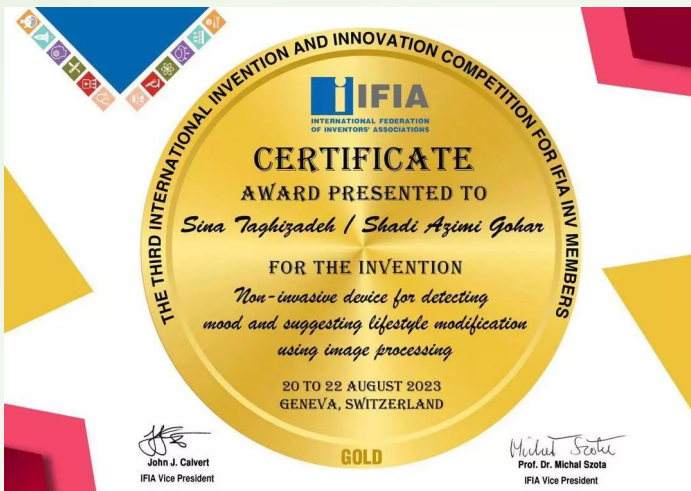 THE THIRD INTERNATIONAL INVENTION AND INNOVATION COMPETITION FOR IFIA INV MEMBERS
IFIA
INTERNATIONAL FEDERATION
OF INVENTORS' ASSOCIATIONS
CERTIFICATE
AWARD PRESENTED TO
Sina Taghizadeh / Shadi Azimi Gohar
FOR THE INVENTION
Non-invasive device for detecting
mood and suggesting lifestyle modification
using image processing
20 TO 22 AUGUST 2023
GENEVA, SWITZERLAND
GOLD
John J. Calvert
IFIA Vice President
Michal Szota
Prof. Dr. Michal Szota
IFIA Vice President